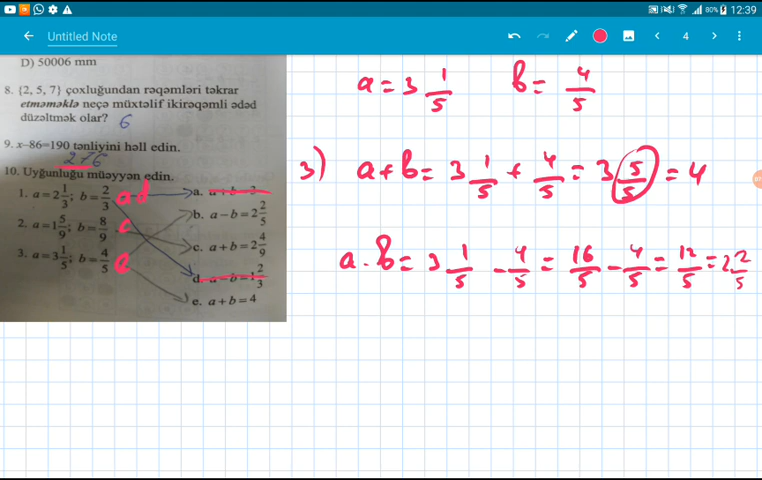 80% 12:39
Untitled Note
4
D) 50006 mm
8. {2, 5, 7} çoxluğundan rəqəmləri təkrar
etməməklə neçə müxtəlif ikirəqəmli ədəd
düzəltmək olar? 6
9. x–86=190 tənliyini həll edin.
276
10. Uyğunluğu müəyyən edin.
1. a=2 1/3; b= 2/3 a d
2. a=1 5/9; b= 8/9 c
3. a=3 1/5; b= 4/5 e
b. a–b=2 2/5
c. a+b=2 4/9
d. a–b=1 2/3
e. a+b=4
a= 3 1/5 b= 4/5
3) a+b= 3 1/5 + 4/5 = 3 5/5 = 4
a-b= 3 1/5 - 4/5 = 16/5 - 4/5 = 12/5 = 2 2/5